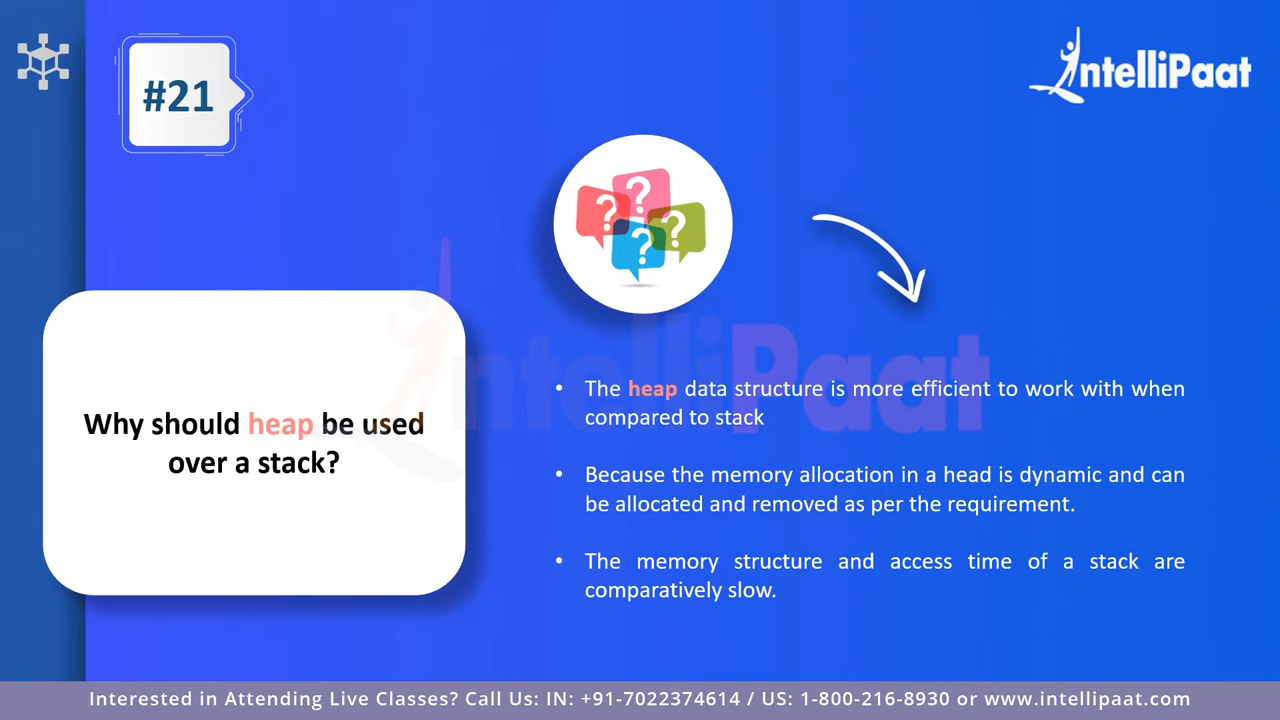 #21
IntelliPaat
? ? ? ?
Why should heap be used
over a stack?
IntelliPaat
• The heap data structure is more efficient to work with when
compared to stack
• Because the memory allocation in a head is dynamic and can
be allocated and removed as per the requirement.
• The memory structure and access time of a stack are
comparatively slow.
Interested in Attending Live Classes? Call Us: IN: +91-7022374614 / US: 1-800-216-8930 or www.intellipaat.com